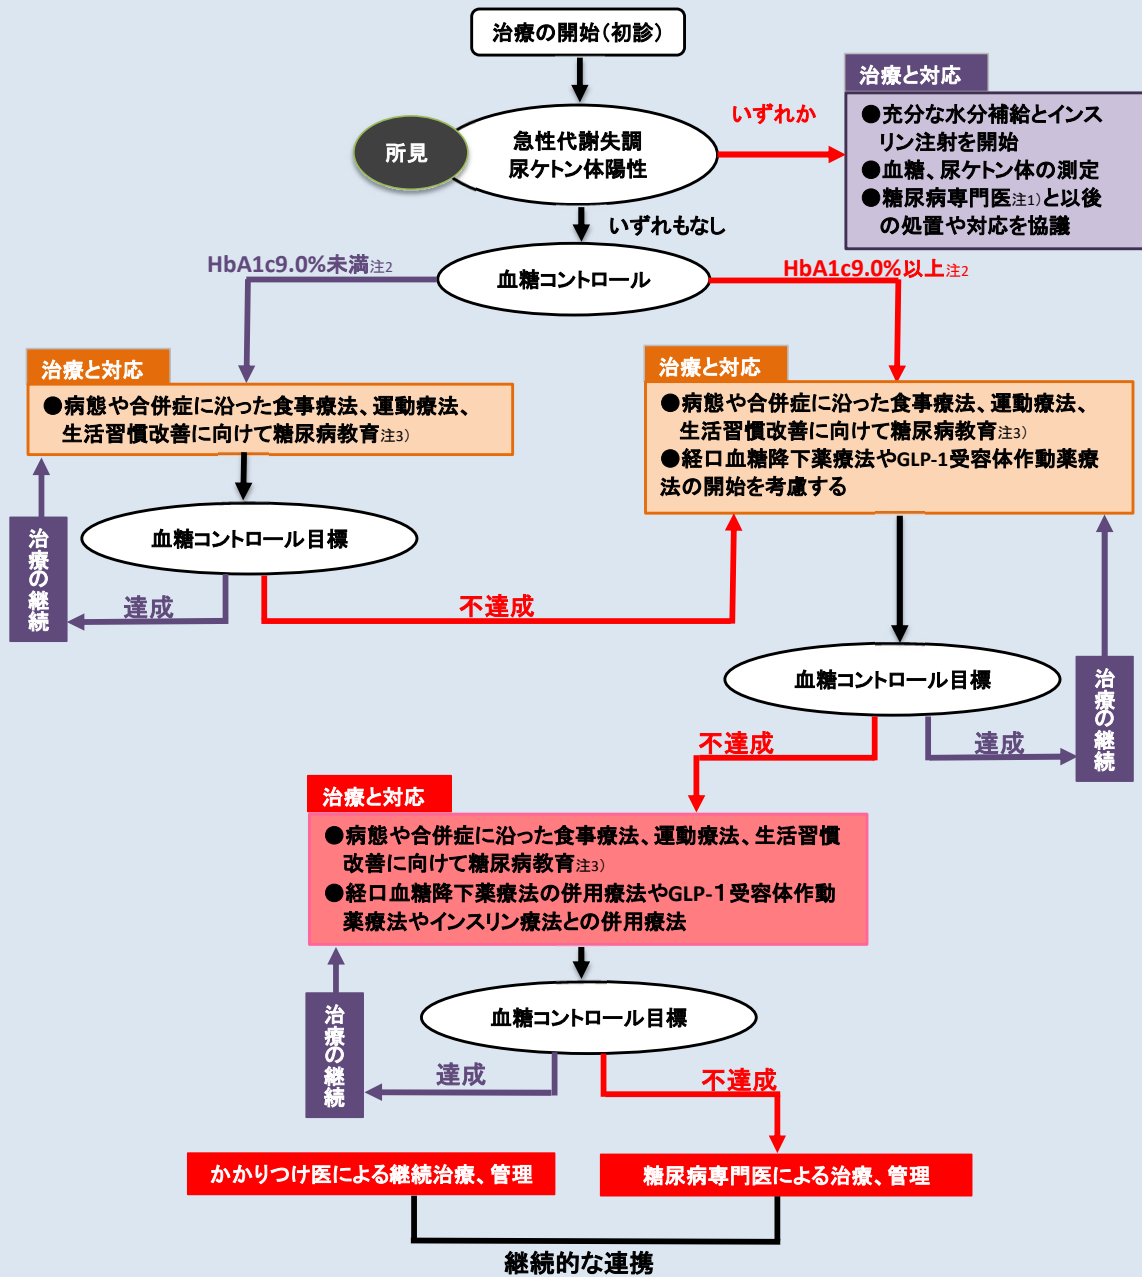 治療の開始(初診)
治療と対応
いずれか
●充分な水分補給とインス
リン注射を開始
●血糖、尿ケトン体の測定
●糖尿病専門医注1)と以後
の処置や対応を協議
所見
急性代謝失調
尿ケトン体陽性
いずれもなし
HbA1c9.0%未満注2
血糖コントロール
HbA1c9.0%以上注2
治療と対応
●病態や合併症に沿った食事療法、運動療法、
生活習慣改善に向けて糖尿病教育注3)
治療と対応
●病態や合併症に沿った食事療法、運動療法、
生活習慣改善に向けて糖尿病教育注3)
●経口血糖降下薬療法やGLP-1受容体作動薬療
法の開始を考慮する
血糖コントロール目標
治療の継続
達成
不達成
血糖コントロール目標
治療の継続
不達成
達成
治療と対応
●病態や合併症に沿った食事療法、運動療法、生活習慣
改善に向けて糖尿病教育注3)
●経口血糖降下薬療法の併用療法やGLP-1受容体作動
薬療法やインスリン療法との併用療法
血糖コントロール目標
治療の継続
達成
不達成
かかりつけ医による継続治療、管理
糖尿病専門医による治療、管理
継続的な連携